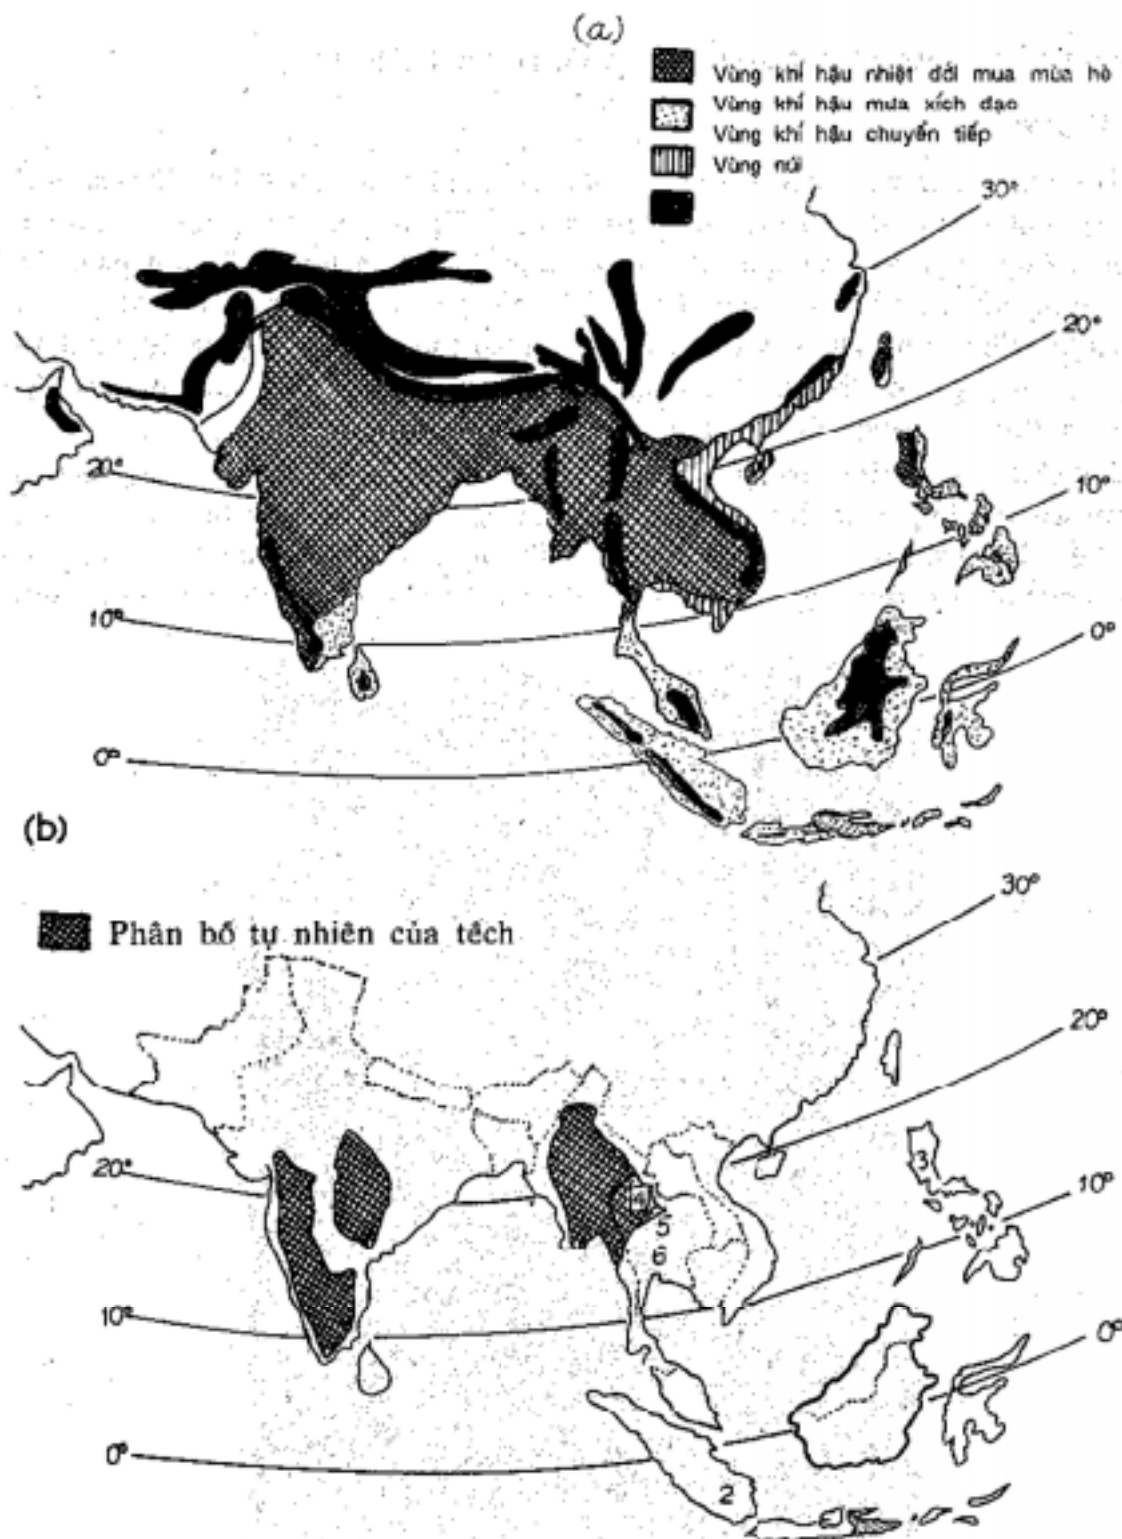 (a)
Vùng khí hậu nhiệt đới mua mùa hè
Vùng khí hậu mưa xích đạo
Vùng khí hậu chuyển tiếp
Vùng núi
30°
20°
20°
10°
10°
0°
0°
(b)
Phân bố tự nhiên của tếch
30°
20°
3
20°
10°
4
5
6
10°
0°
0°
2